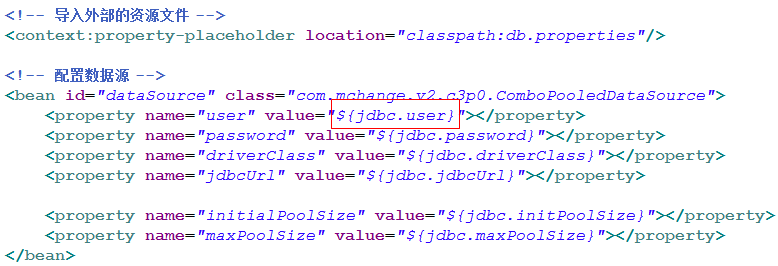 <!-- 导入外部的资源文件 -->
<context:property-placeholder location="classpath:db.properties"/>
<!-- 配置数据源 -->
<bean id="dataSource" class="com.mchange.v2.c3p0.ComboPooledDataSource">
<property name="user" value="${jdbc.user}"></property>
<property name="password" value="${jdbc.password}"></property>
<property name="driverClass" value="${jdbc.driverClass}"></property>
<property name="jdbcUrl" value="${jdbc.jdbcUrl}"></property>
<property name="initialPoolSize" value="${jdbc.initPoolSize}"></property>
<property name="maxPoolSize" value="${jdbc.maxPoolSize}"></property>
</bean>